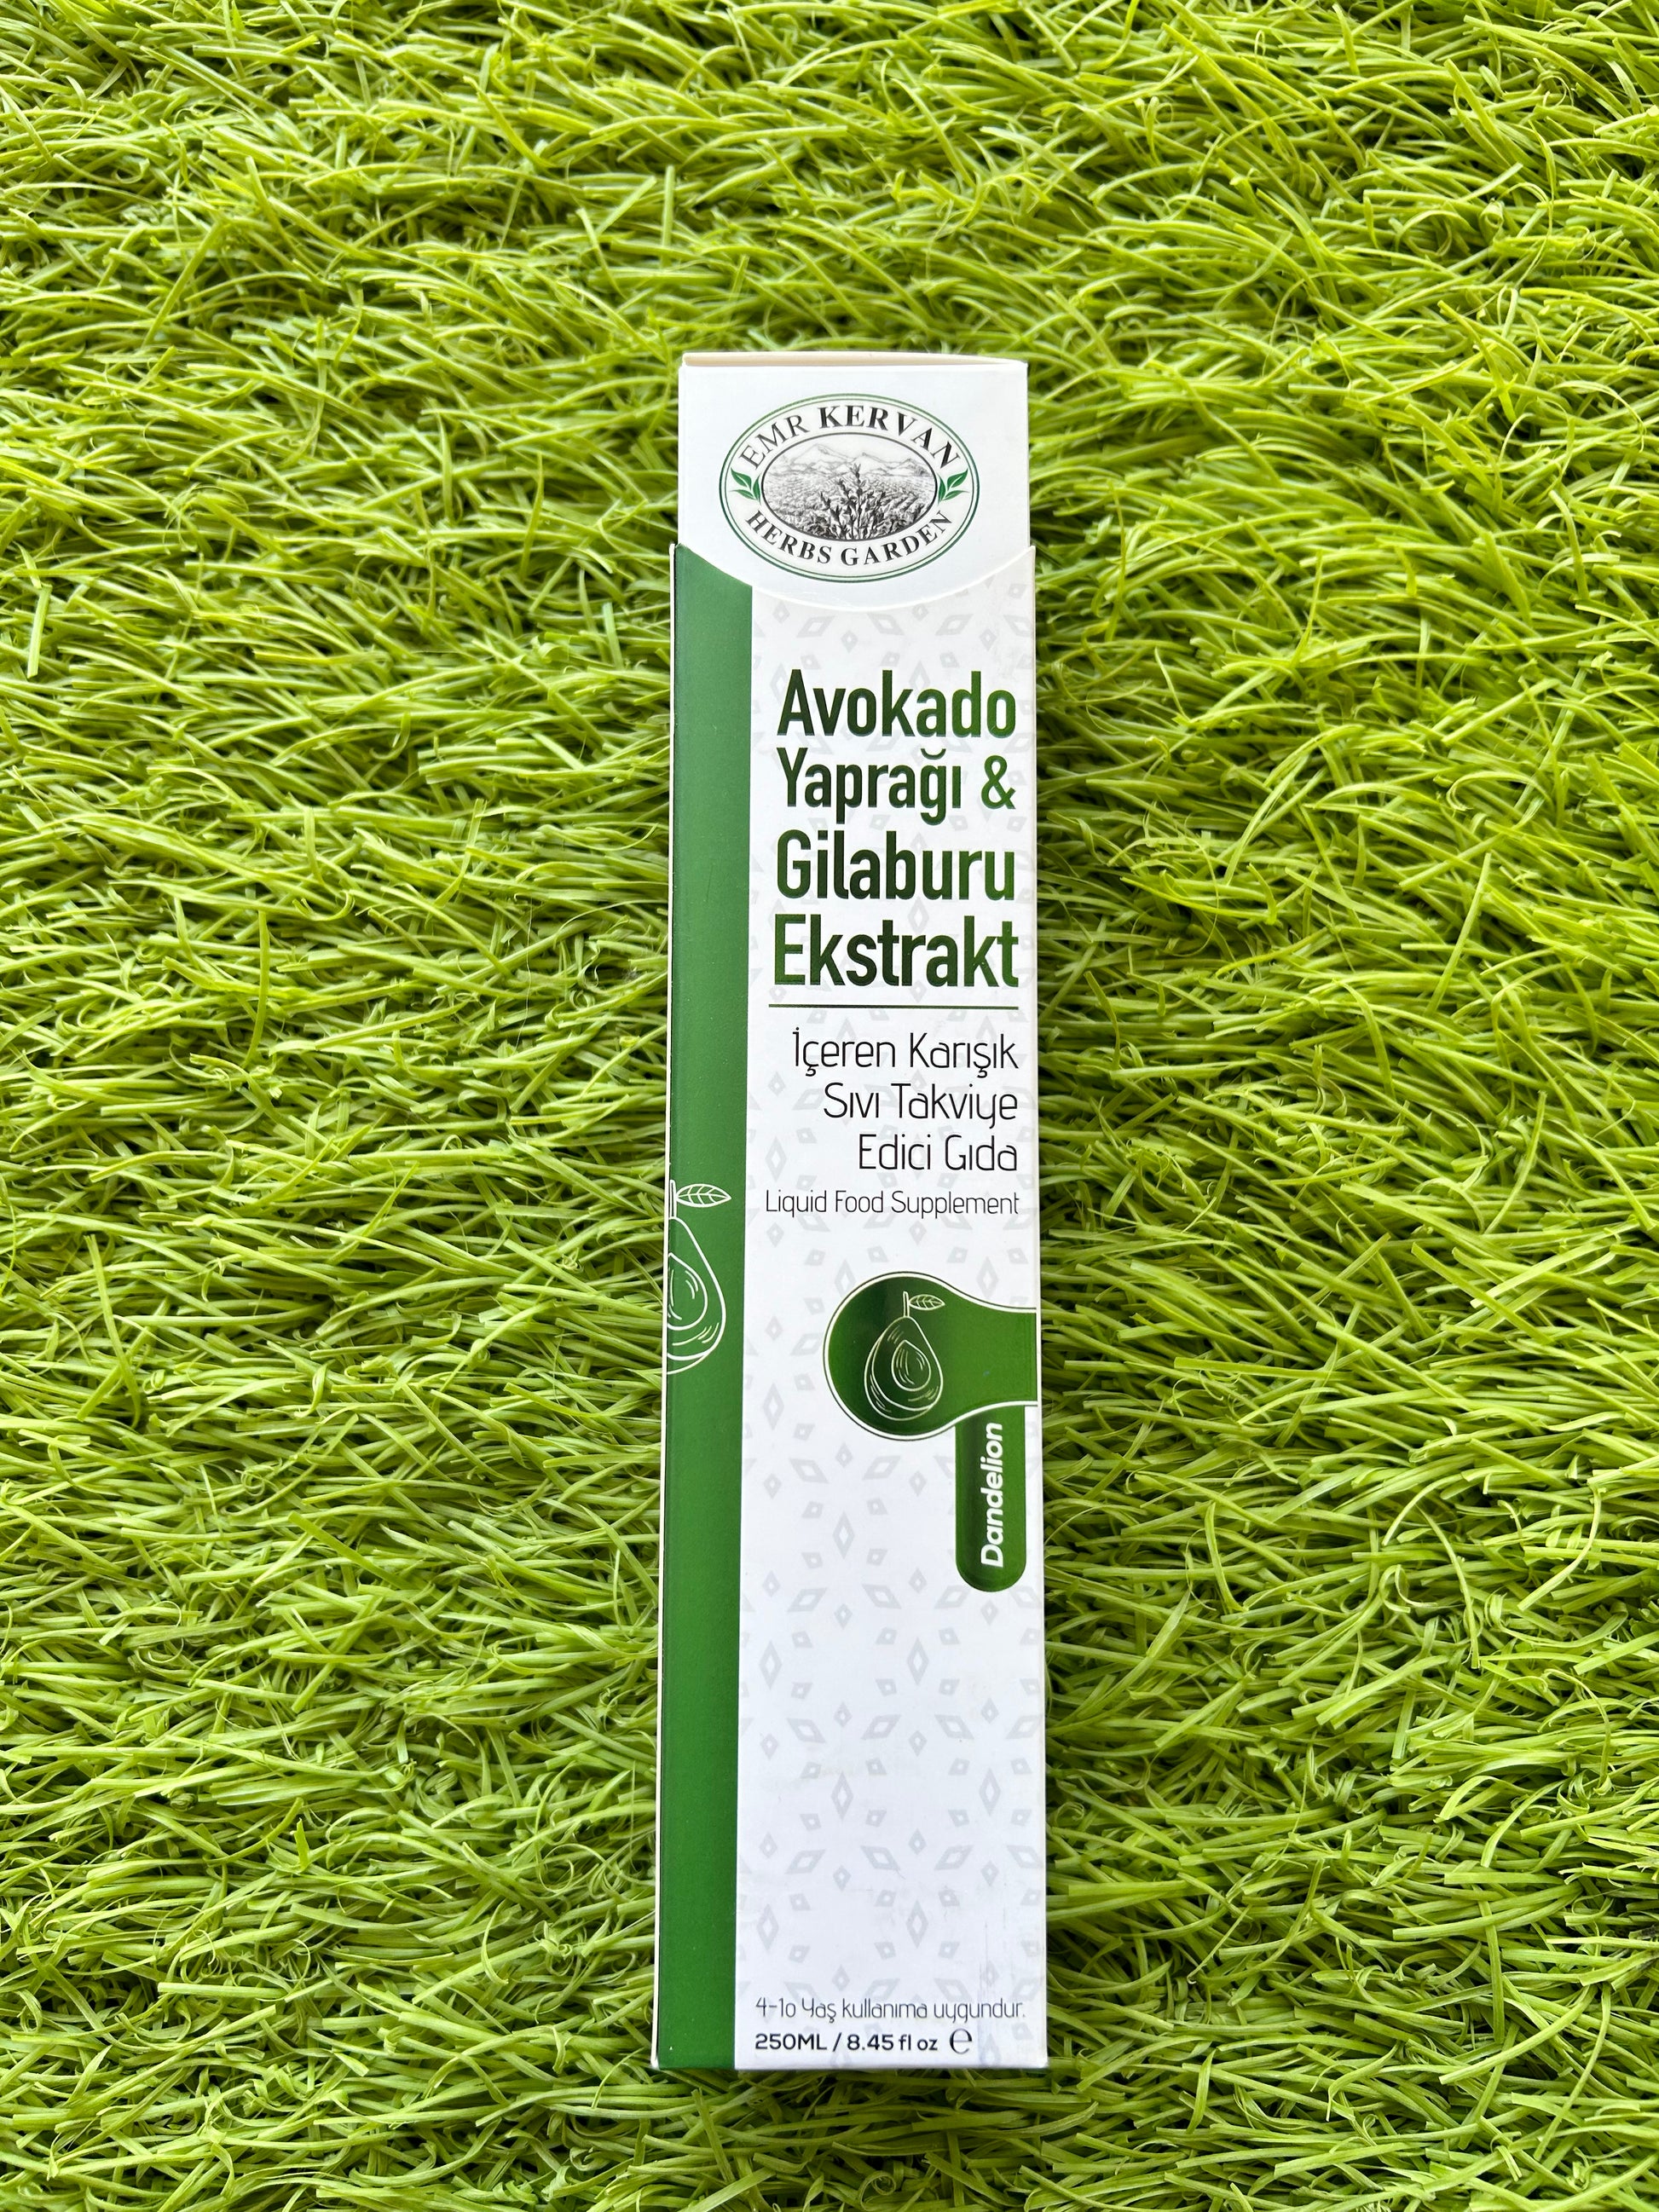 EMR KERVAN
HERBS GARDEN
Avokado
Yaprağı &
Gilaburu
Ekstrakt
İçeren Karışık
Sıvı Takviye
Edici Gıda
Liquid Food Supplement
Dandelion
4-10 Yaş kullanıma uygundur.
250ML / 8.45 fl oz ℮